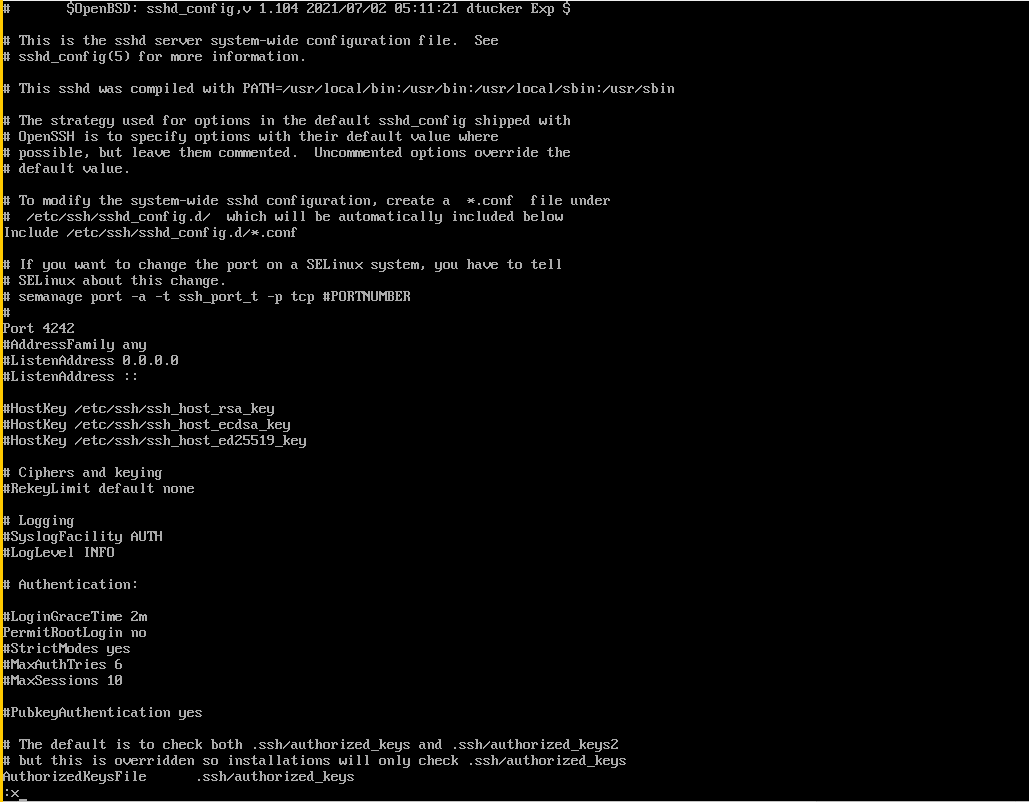 #       $OpenBSD: sshd_config,v 1.104 2021/07/02 05:11:21 dtucker Exp $
# This is the sshd server system-wide configuration file.  See
# sshd_config(5) for more information.
# This sshd was compiled with PATH=/usr/local/bin:/usr/bin:/usr/local/sbin:/usr/sbin
# The strategy used for options in the default sshd_config shipped with
# OpenSSH is to specify options with their default value where
# possible, but leave them commented.  Uncommented options override the
# default value.
# To modify the system-wide sshd configuration, create a  *.conf  file under
#  /etc/ssh/sshd_config.d/  which will be automatically included below
Include /etc/ssh/sshd_config.d/*.conf
# If you want to change the port on a SELinux system, you have to tell
# SELinux about this change.
# semanage port -a -t ssh_port_t -p tcp #PORTNUMBER
#
Port 4242
#AddressFamily any
#ListenAddress 0.0.0.0
#ListenAddress ::
#HostKey /etc/ssh/ssh_host_rsa_key
#HostKey /etc/ssh/ssh_host_ecdsa_key
#HostKey /etc/ssh/ssh_host_ed25519_key
# Ciphers and keying
#RekeyLimit default none
# Logging
#SyslogFacility AUTH
#LogLevel INFO
# Authentication:
#LoginGraceTime 2m
PermitRootLogin no
#StrictModes yes
#MaxAuthTries 6
#MaxSessions 10
#PubkeyAuthentication yes
# The default is to check both .ssh/authorized_keys and .ssh/authorized_keys2
# but this is overridden so installations will only check .ssh/authorized_keys
AuthorizedKeysFile      .ssh/authorized_keys
:x_